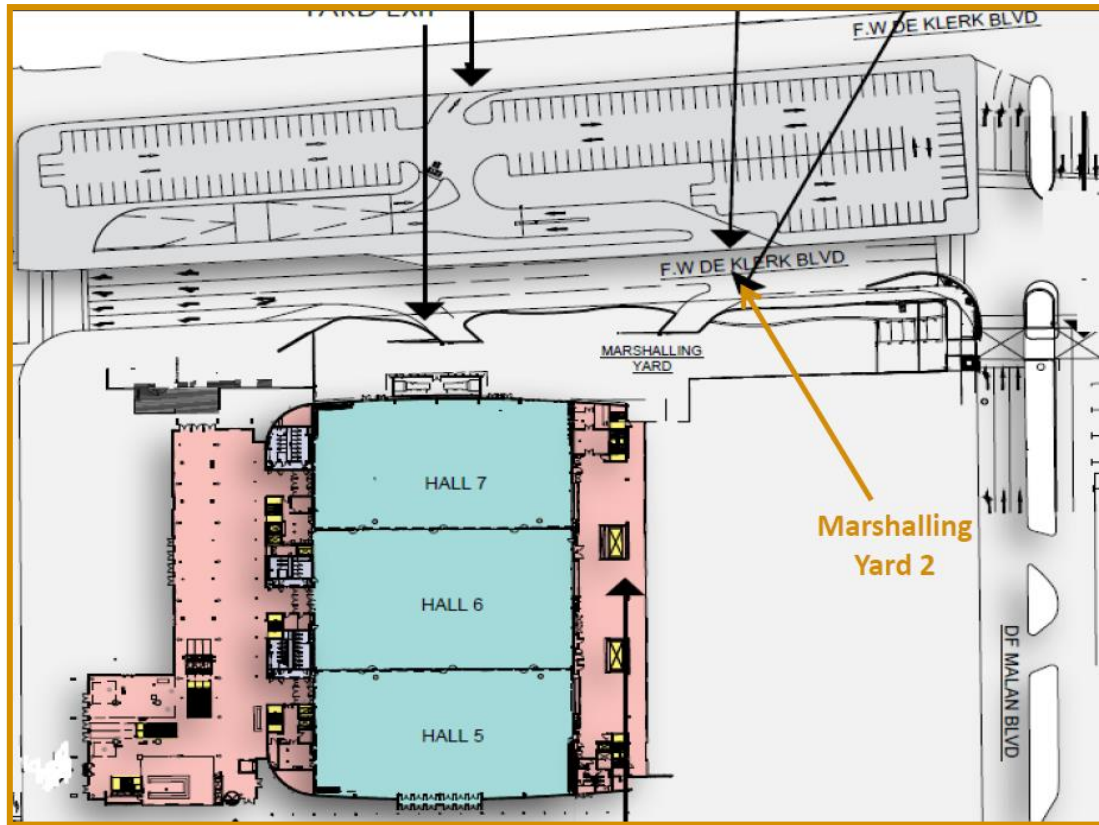 YARD EXIT
F.W DE KLERK BLVD
F.W DE KLERK BLVD
MARSHALLING
YARD
HALL 7
Marshalling
Yard 2
HALL 6
DF MALAN BLVD
HALL 5